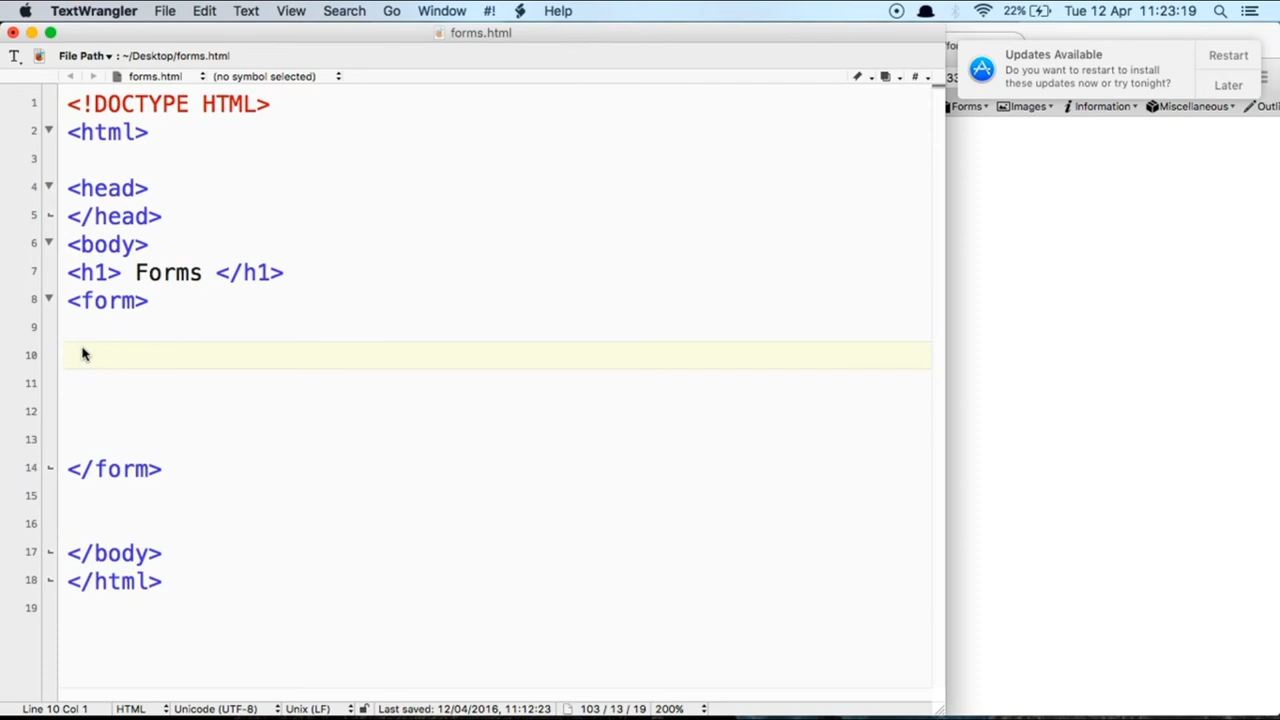 TextWrangler File Edit Text View Search Go Window #! Help 22% Tue 12 Apr 11:23:19
forms.html
File Path : ~/Desktop/forms.html
forms.html (no symbol selected) #
Updates Available
Do you want to restart to install
these updates now or try tonight?
Restart
Later
Forms Images Information Miscellaneous Outli
1 <!DOCTYPE HTML>
2 <html>
3
4 <head>
5 </head>
6 <body>
7 <h1> Forms </h1>
8 <form>
9
10
11
12
13
14 </form>
15
16
17 </body>
18 </html>
19
Line 10 Col 1 HTML Unicode (UTF-8) Unix (LF) Last saved: 12/04/2016, 11:12:23 103 / 13 / 19 200%